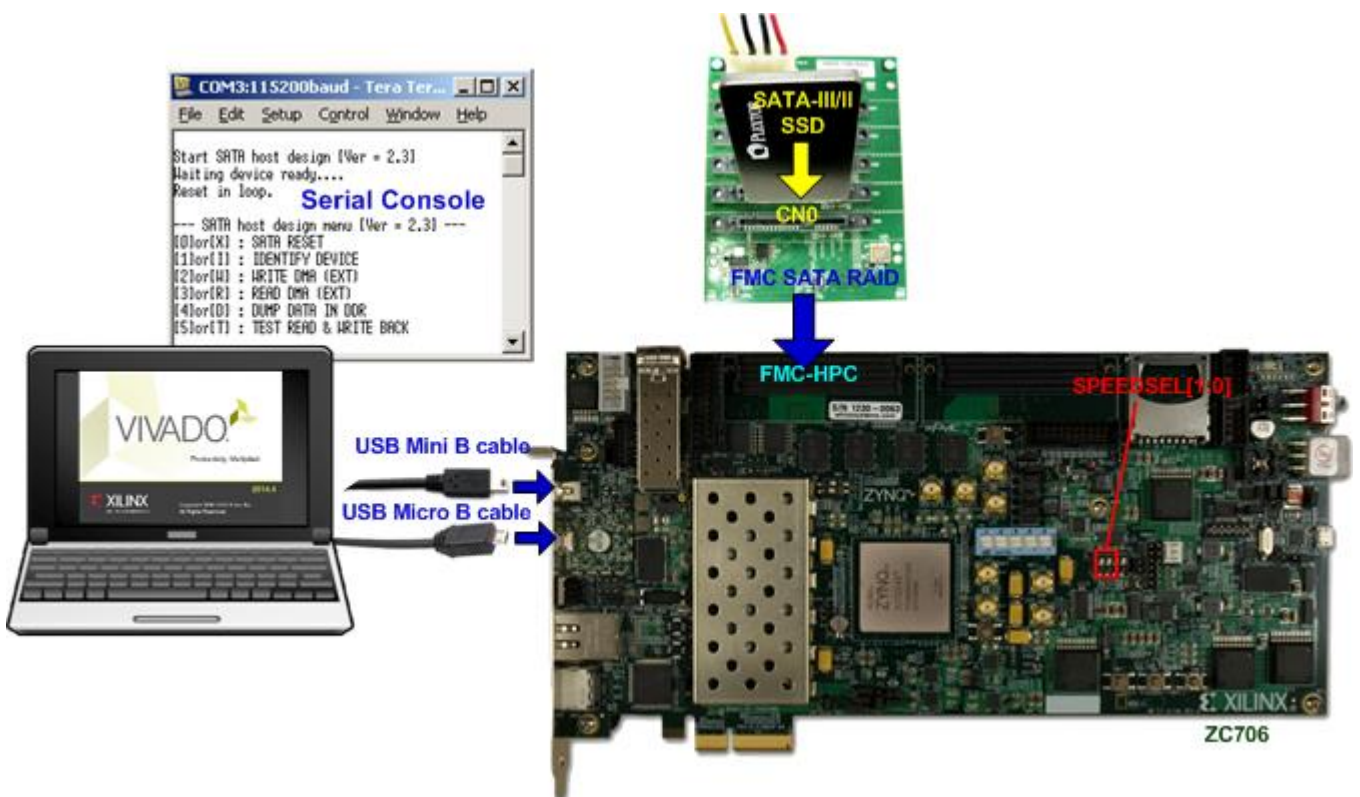 COM3:115200baud - Tera Ter...
File Edit Setup Control Window Help
Start SATA host design [Ver = 2.3]
Waiting device ready....
Reset in loop.
Serial Console
--- SATA host design menu [Ver = 2.3] ---
[0]or[X] : SATA RESET
[1]or[I] : IDENTIFY DEVICE
[2]or[W] : WRITE DMA (EXT)
[3]or[R] : READ DMA (EXT)
[4]or[D] : DUMP DATA IN DDR
[5]or[T] : TEST READ & WRITE BACK
SATA-III/II
SSD
PLEXTOR
CN0
FMC SATA RAID
FMC-HPC
SPEEDSEL[1:0]
VIVADO
XILINX
2014.4
USB Mini B cable
USB Micro B cable
ZYNQ
ZYNQ
XILINX
ZC706